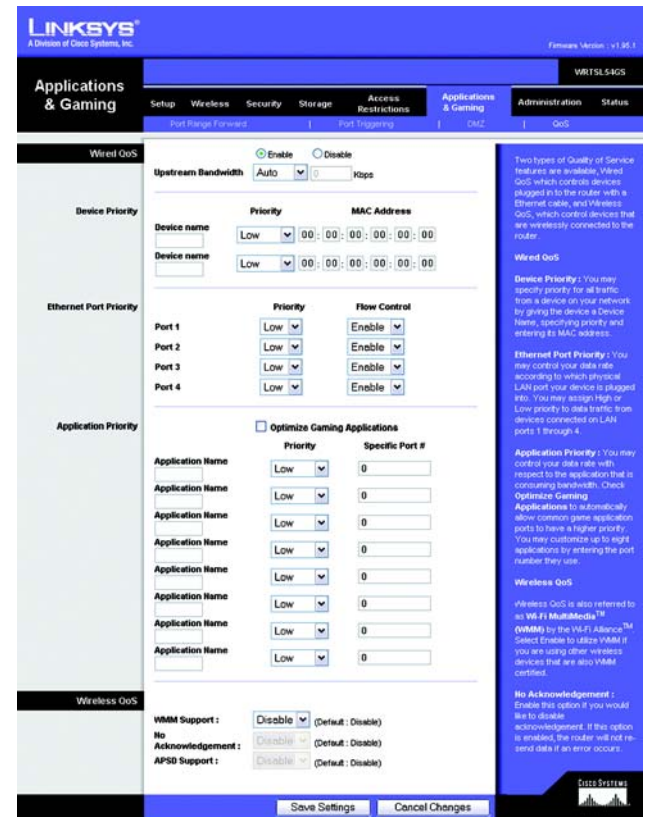 LINKSYS®
A Division of Cisco Systems, Inc.
Firmware Version : v1.95.1
WRTSL54GS
Applications & Gaming
Setup Wireless Security Storage Access Restrictions Applications & Gaming Administration Status
Port Range Forward | Port Triggering | DMZ | QoS
Wired QoS
Enable Disable
Upstream Bandwidth Auto 0 Kbps
Device Priority
Priority MAC Address
Device name
Low 00 : 00 : 00 : 00 : 00 : 00
Device name
Low 00 : 00 : 00 : 00 : 00 : 00
Ethernet Port Priority
Priority Flow Control
Port 1 Low Enable
Port 2 Low Enable
Port 3 Low Enable
Port 4 Low Enable
Application Priority
Optimize Gaming Applications
Priority Specific Port #
Application Name
Low 0
Application Name
Low 0
Application Name
Low 0
Application Name
Low 0
Application Name
Low 0
Application Name
Low 0
Application Name
Low 0
Application Name
Low 0
Wireless QoS
WMM Support : Disable (Default : Disable)
No Acknowledgement : Disable (Default : Disable)
APSD Support : Disable (Default : Disable)
Save Settings Cancel Changes
Two types of Quality of Service
features are available, Wired
QoS which controls devices
plugged in to the router with a
Ethernet cable, and Wireless
QoS, which control devices that
are wirelessly connected to the
router.
Wired QoS
Device Priority : You may
specify priority for all traffic
from a device on your network
by giving the device a Device
Name, specifying priority and
entering its MAC address.
Ethernet Port Priority : You
may control your data rate
according to which physical
LAN port your device is plugged
into. You may assign High or
Low priority to data traffic from
devices connected on LAN
ports 1 through 4.
Application Priority : You may
control your data rate with
respect to the application that is
consuming bandwidth. Check
Optimize Gaming
Applications to automatically
allow common game application
ports to have a higher priority.
You may customize up to eight
applications by entering the port
number they use.
Wireless QoS
Wireless QoS is also referred to
as Wi-Fi MultiMedia™
(WMM) by the Wi-Fi Alliance™
Select Enable to utilize WMM if
you are using other wireless
devices that are also WMM
certified.
No Acknowledgement :
Enable this option if you would
like to disable
acknowledgement. If this option
is enabled, the router will not re-
send data if an error occurs.
CISCO SYSTEMS